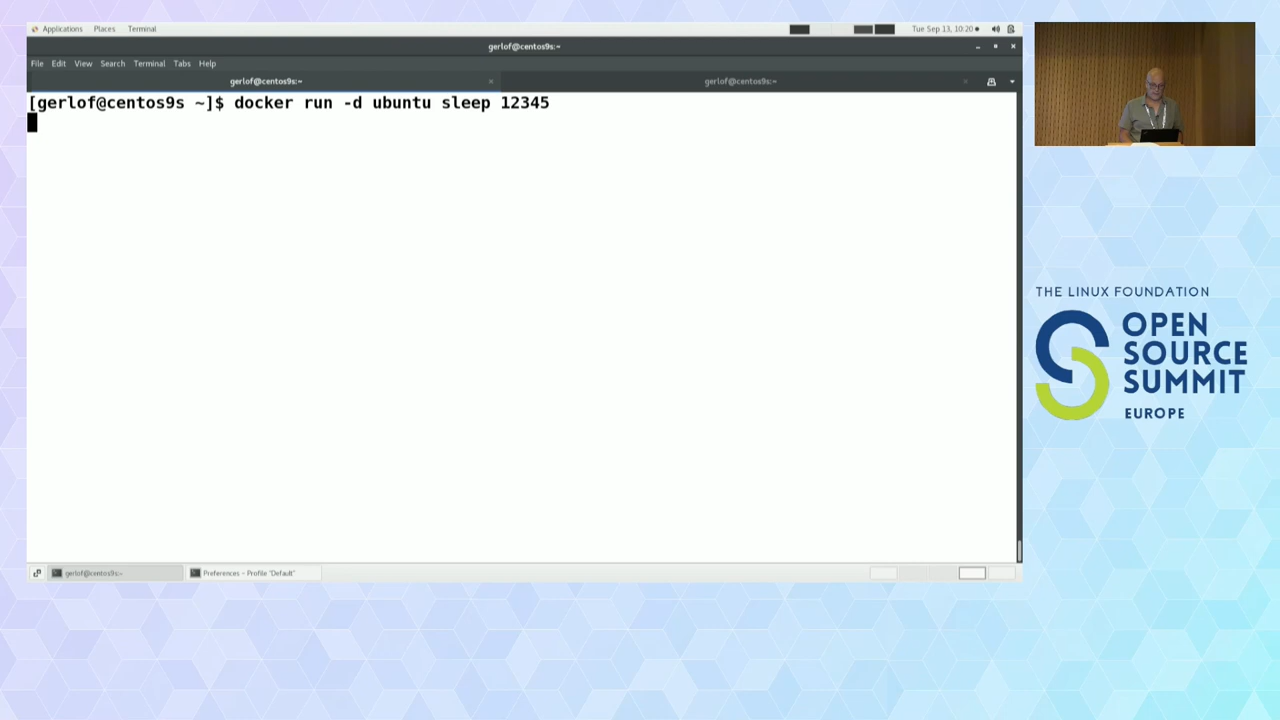 Applications Places Terminal Tue Sep 13, 10:20
gerlof@centos9s:~
File Edit View Search Terminal Tabs Help
gerlof@centos9s:~ gerlof@centos9s:~
[gerlof@centos9s ~]$ docker run -d ubuntu sleep 12345
gerlof@centos9s:~ Preferences – Profile "Default"
THE LINUX FOUNDATION
OPEN
SOURCE
SUMMIT
EUROPE